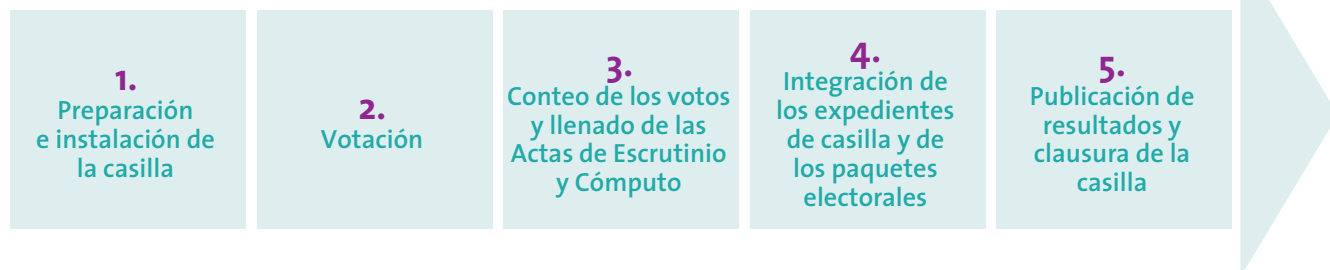 1.
Preparación
e instalación de
la casilla
2.
Votación
3.
Conteo de los votos
y llenado de las
Actas de Escrutinio
y Cómputo
4.
Integración de
los expedientes
de casilla y de
los paquetes
electorales
5.
Publicación de
resultados y
clausura de la
casilla